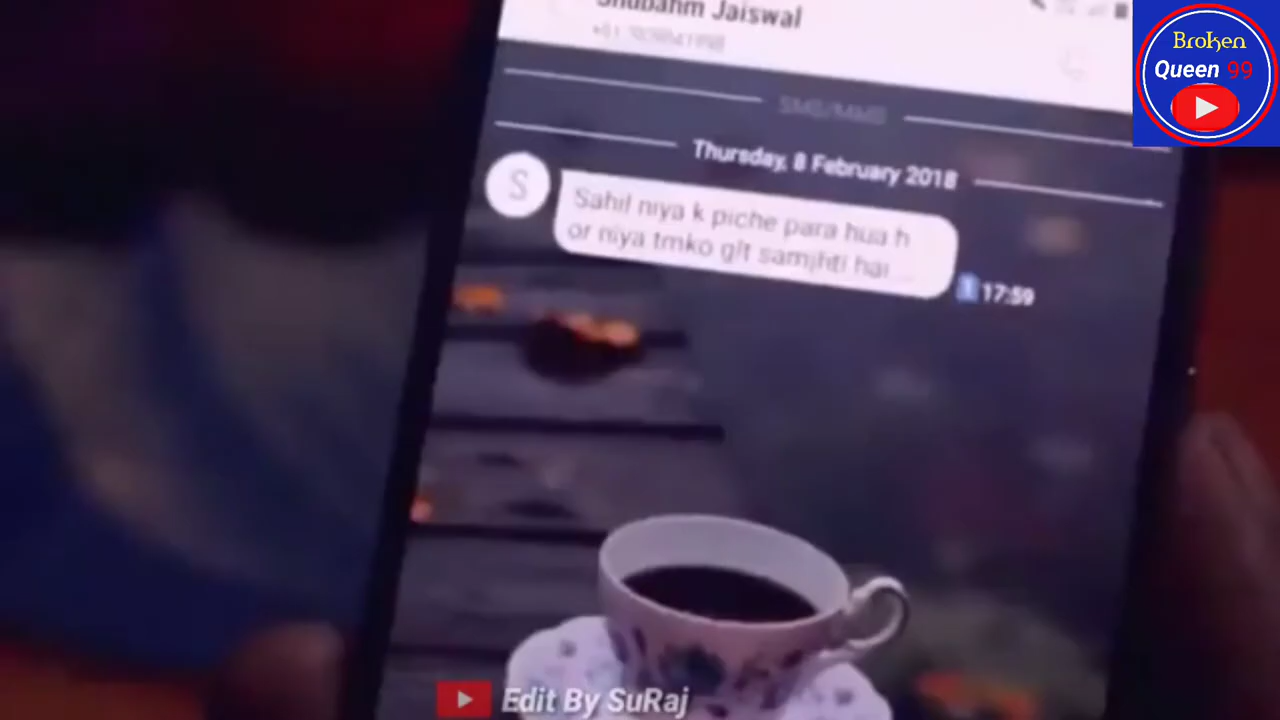 Shubahm Jaiswal
SMS/MMS
Thursday, 8 February 2018
S
Sahil niya k piche para hua h
or niya tmko glt samjhti hai ...
17:59
Broken
Queen 99
Edit By SuRaj